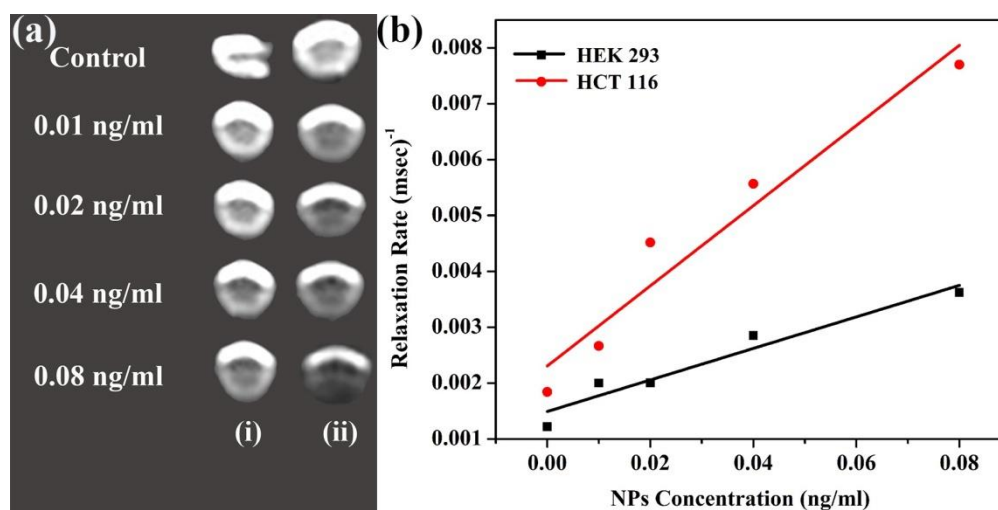 (a)
Control
0.01 ng/ml
0.02 ng/ml
0.04 ng/ml
0.08 ng/ml
(i) (ii)
(b)
HEK 293
HCT 116
0.008
0.007
0.006
0.005
0.004
0.003
0.002
0.001
Relaxation Rate (msec)⁻¹
0.00 0.02 0.04 0.06 0.08
NPs Concentration (ng/ml)